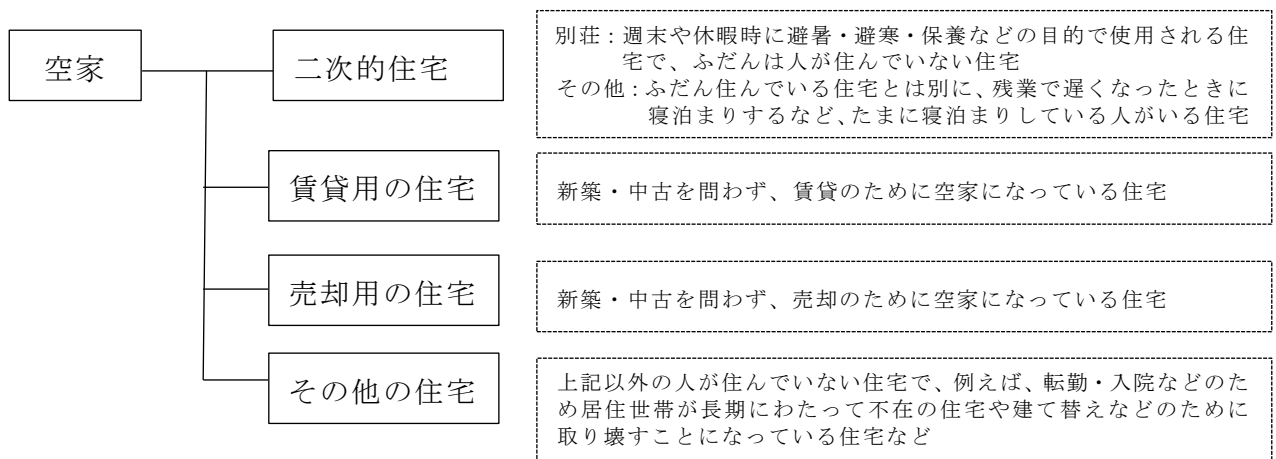 空家
二次的住宅
別荘：週末や休暇時に避暑・避寒・保養などの目的で使用される住
宅で、ふだんは人が住んでいない住宅
その他：ふだん住んでいる住宅とは別に、残業で遅くなったときに
寝泊まりするなど、たまに寝泊まりしている人がいる住宅
賃貸用の住宅
新築・中古を問わず、賃貸のために空家になっている住宅
売却用の住宅
新築・中古を問わず、売却のために空家になっている住宅
その他の住宅
上記以外の人が住んでいない住宅で、例えば、転勤・入院などのた
め居住世帯が長期にわたって不在の住宅や建て替えなどのために
取り壊すことになっている住宅など